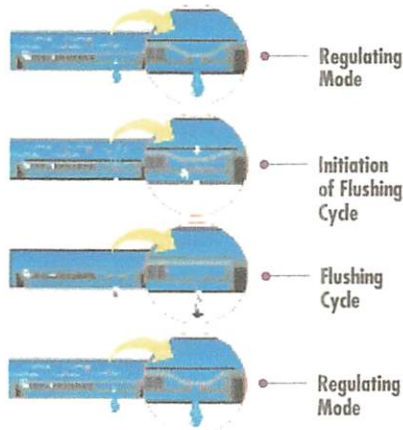 Regulating
Mode
Initiation
of Flushing
Cycle
Flushing
Cycle
Regulating
Mode